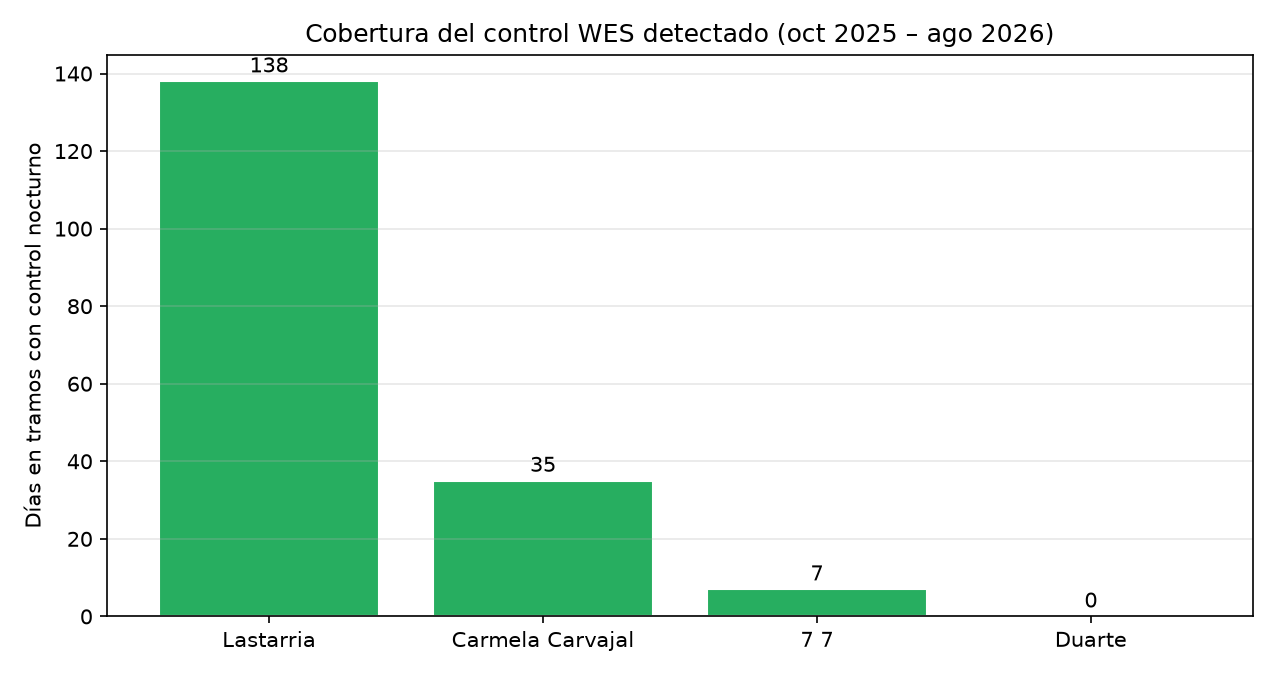 Cobertura del control WES detectado (oct 2025 – ago 2026)
Días en tramos con control nocturno
140
120
100
80
60
40
20
0
138
35
7
0
Lastarria
Carmela Carvajal
7 7
Duarte